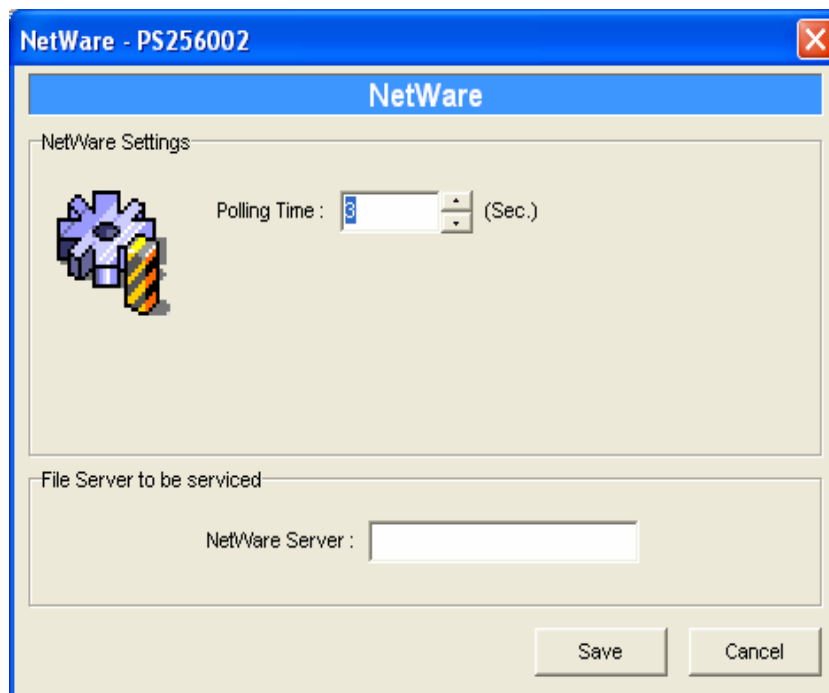 NetWare - PS256002
NetWare
NetWare Settings
Polling Time : 3 (Sec.)
File Server to be serviced
NetWare Server :
Save Cancel